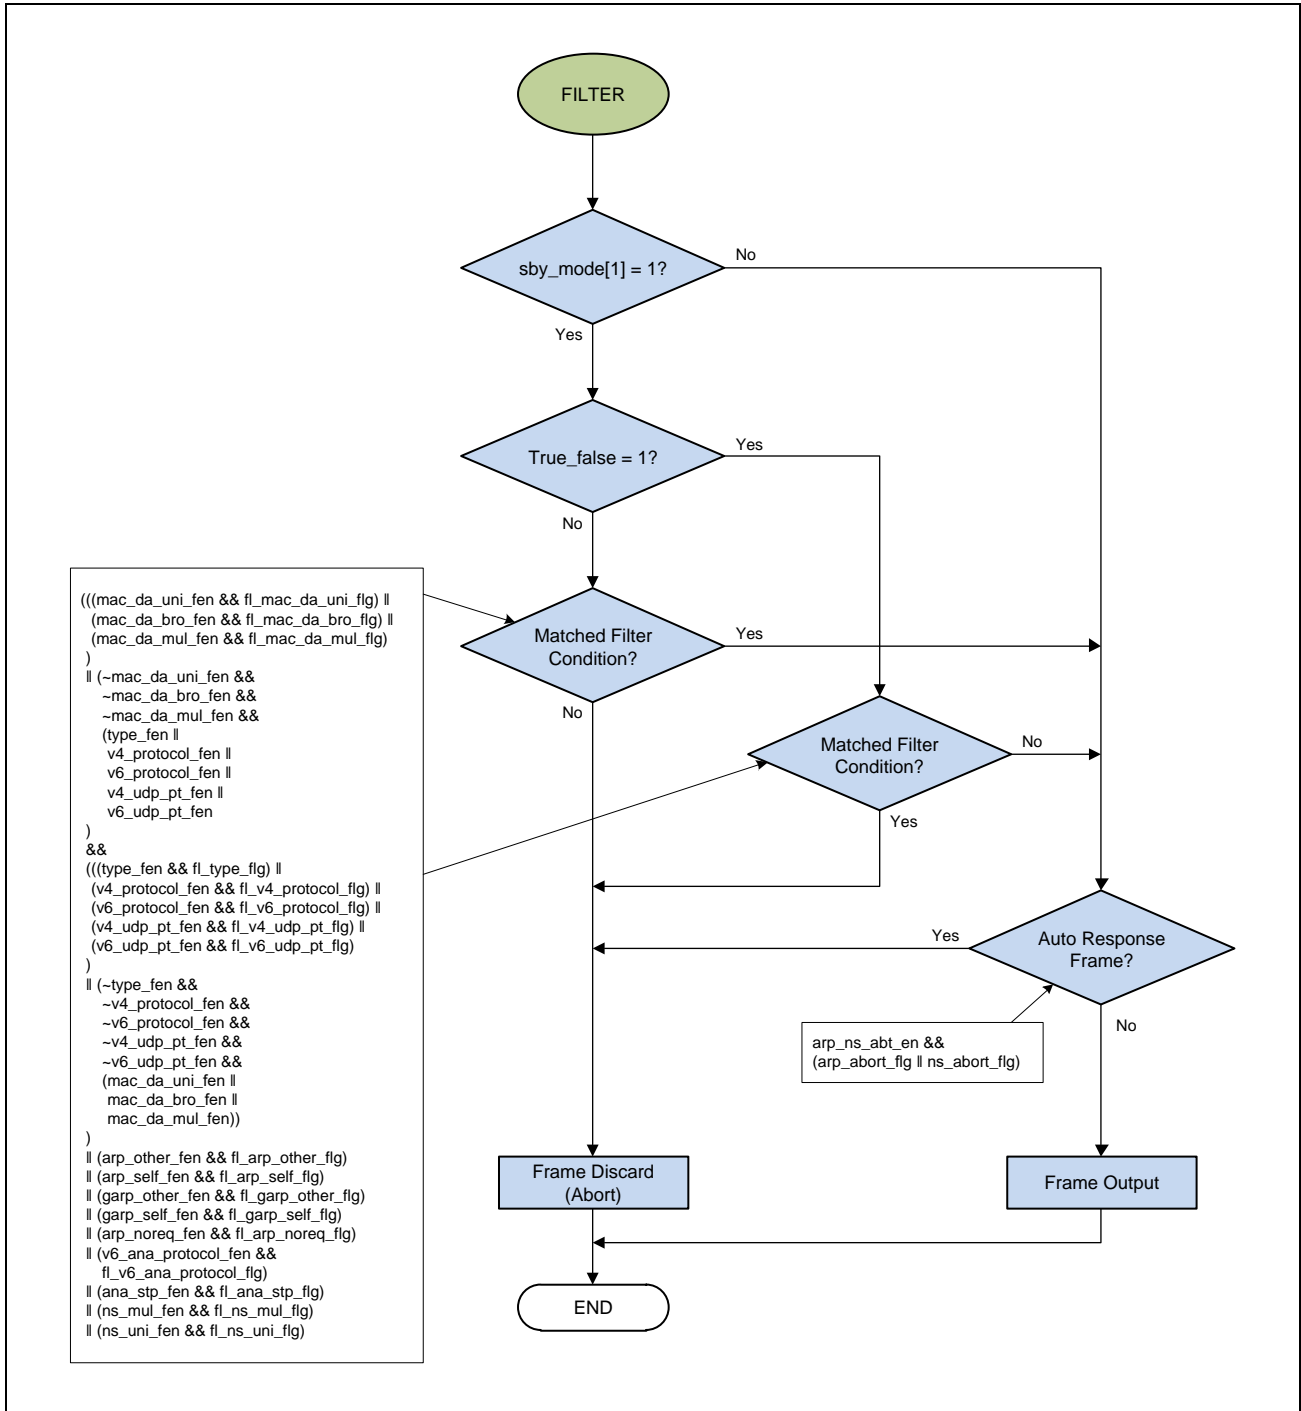 FILTER
sby_mode[1] = 1?
No
Yes
True_false = 1?
Yes
No
(((mac_da_uni_fen && fl_mac_da_uni_flg) ||
(mac_da_bro_fen && fl_mac_da_bro_flg) ||
(mac_da_mul_fen && fl_mac_da_mul_flg)
)
|| (~mac_da_uni_fen &&
~mac_da_bro_fen &&
~mac_da_mul_fen &&
(type_fen ||
v4_protocol_fen ||
v6_protocol_fen ||
v4_udp_pt_fen ||
v6_udp_pt_fen
)
&&
(((type_fen && fl_type_flg) ||
(v4_protocol_fen && fl_v4_protocol_flg) ||
(v6_protocol_fen && fl_v6_protocol_flg) ||
(v4_udp_pt_fen && fl_v4_udp_pt_flg) ||
(v6_udp_pt_fen && fl_v6_udp_pt_flg)
)
|| (~type_fen &&
~v4_protocol_fen &&
~v6_protocol_fen &&
~v4_udp_pt_fen &&
~v6_udp_pt_fen &&
(mac_da_uni_fen ||
mac_da_bro_fen ||
mac_da_mul_fen))
)
|| (arp_other_fen && fl_arp_other_flg)
|| (arp_self_fen && fl_arp_self_flg)
|| (garp_other_fen && fl_garp_other_flg)
|| (garp_self_fen && fl_garp_self_flg)
|| (arp_noreq_fen && fl_arp_noreq_flg)
|| (v6_ana_protocol_fen &&
fl_v6_ana_protocol_flg)
|| (ana_stp_fen && fl_ana_stp_flg)
|| (ns_mul_fen && fl_ns_mul_flg)
|| (ns_uni_fen && fl_ns_uni_flg)
Matched Filter
Condition?
Yes
No
Matched Filter
Condition?
No
Yes
Auto Response
Frame?
Yes
No
arp_ns_abt_en &&
(arp_abort_flg || ns_abort_flg)
Frame Discard
(Abort)
Frame Output
END